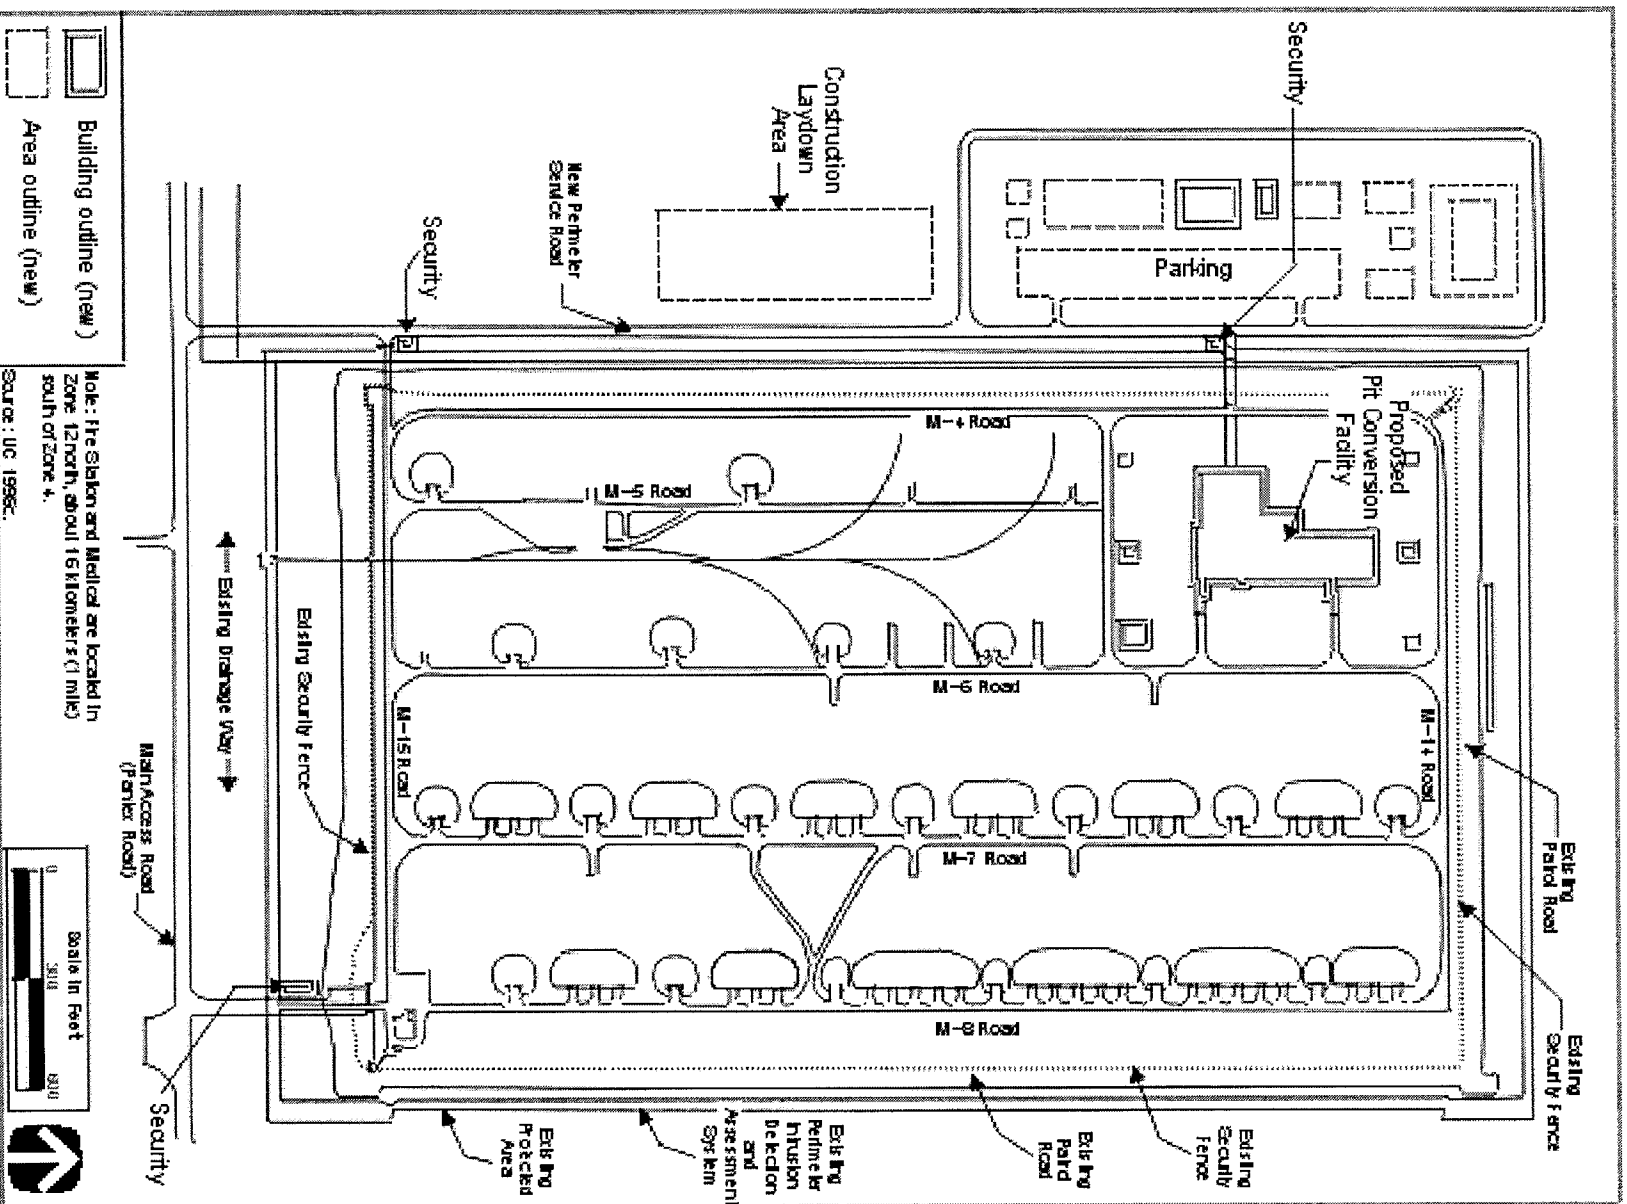 Security
Construction
Laydown
Area
New Perimeter
Service Road
Security
Parking
Proposed
Pit Conversion
Facility
M-4 Road
M-5 Road
M-6 Road
M-15 Road
M-14 Road
M-7 Road
M-8 Road
Existing Security Fence
Existing Drainage Way
Main Access Road
(Pantex Road)
Existing
Patrol Road
Existing
Security Fence
Existing
Security
Fence
Existing
Patrol
Road
Existing
Perimeter
Intrusion
Detection
and
Assessment
System
Existing
Protected
Area
Security
Building outline (new)
Area outline (new)
Note: Fire Station and Medical are located in
Zone 12 north, about 1.6 kilometers (1 mile)
south of Zone 4.
Source: UC 1998c.
Scale in Feet
0 300 600